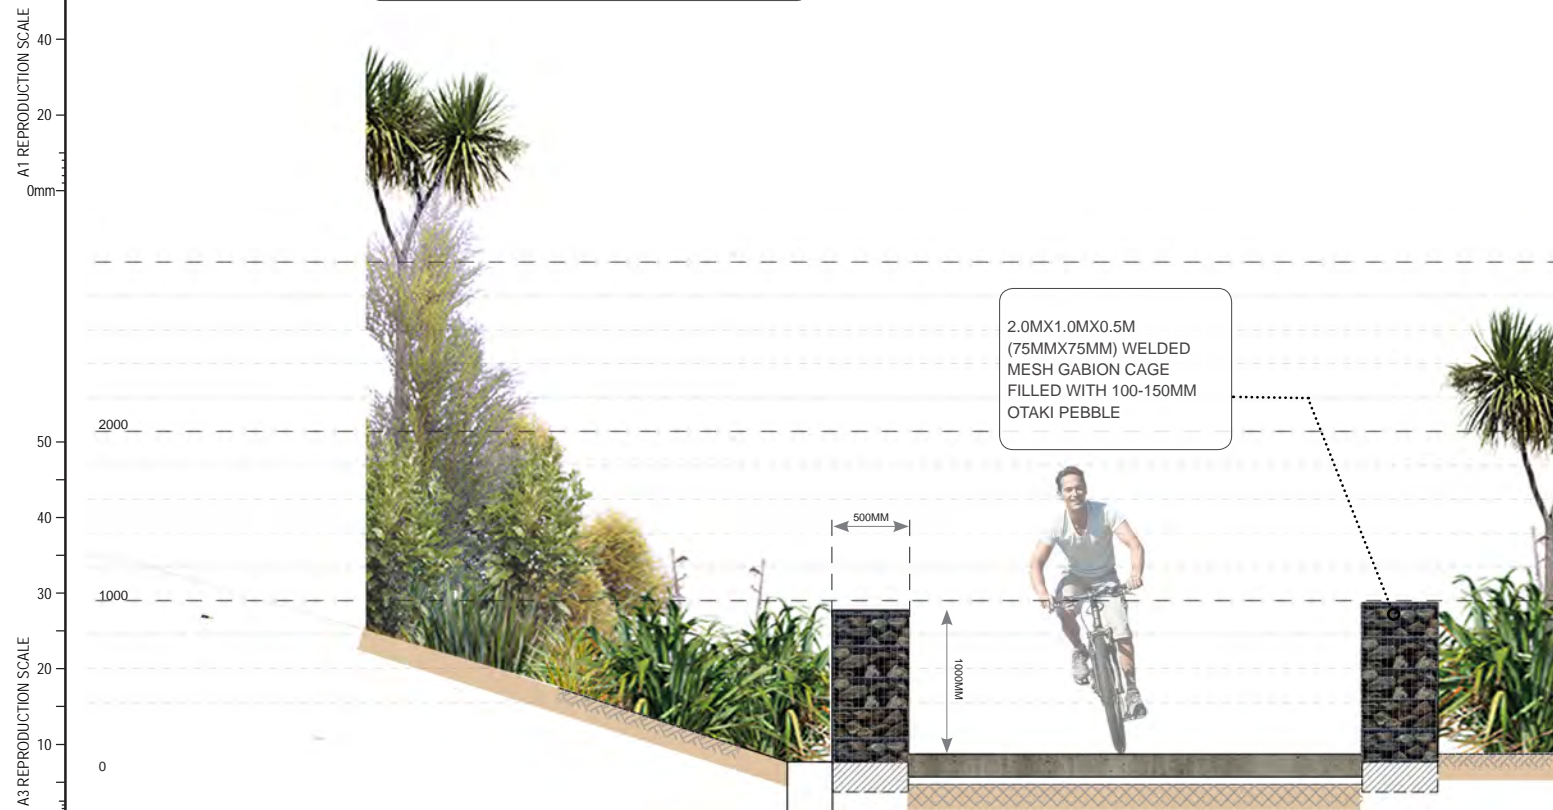 A1 REPRODUCTION SCALE
40
20
0mm
2.0MX1.0MX0.5M
(75MMX75MM) WELDED
MESH GABION CAGE
FILLED WITH 100-150MM
OTAKI PEBBLE
2000
50
500MM
40
1000
30
A3 REPRODUCTION SCALE
20
1000MM
10
0